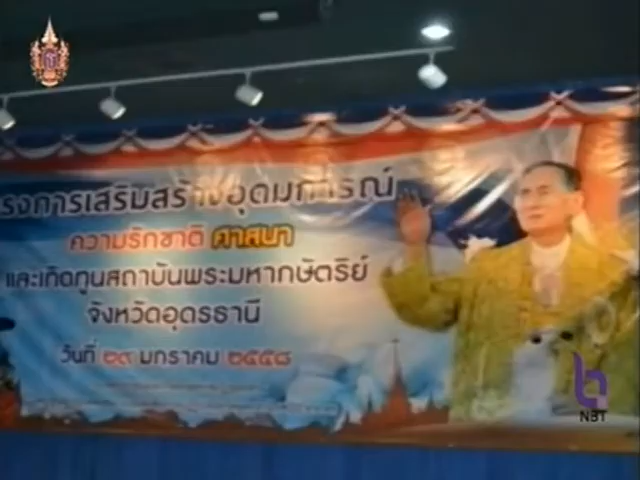 โครงการเสริมสร้างอุดมการณ์
ความรักชาติ ศาสนา
และเทิดทูนสถาบันพระมหากษัตริย์
จังหวัดอุดรธานี
วันที่ ๒๙ มกราคม ๒๕๕๘
NBT